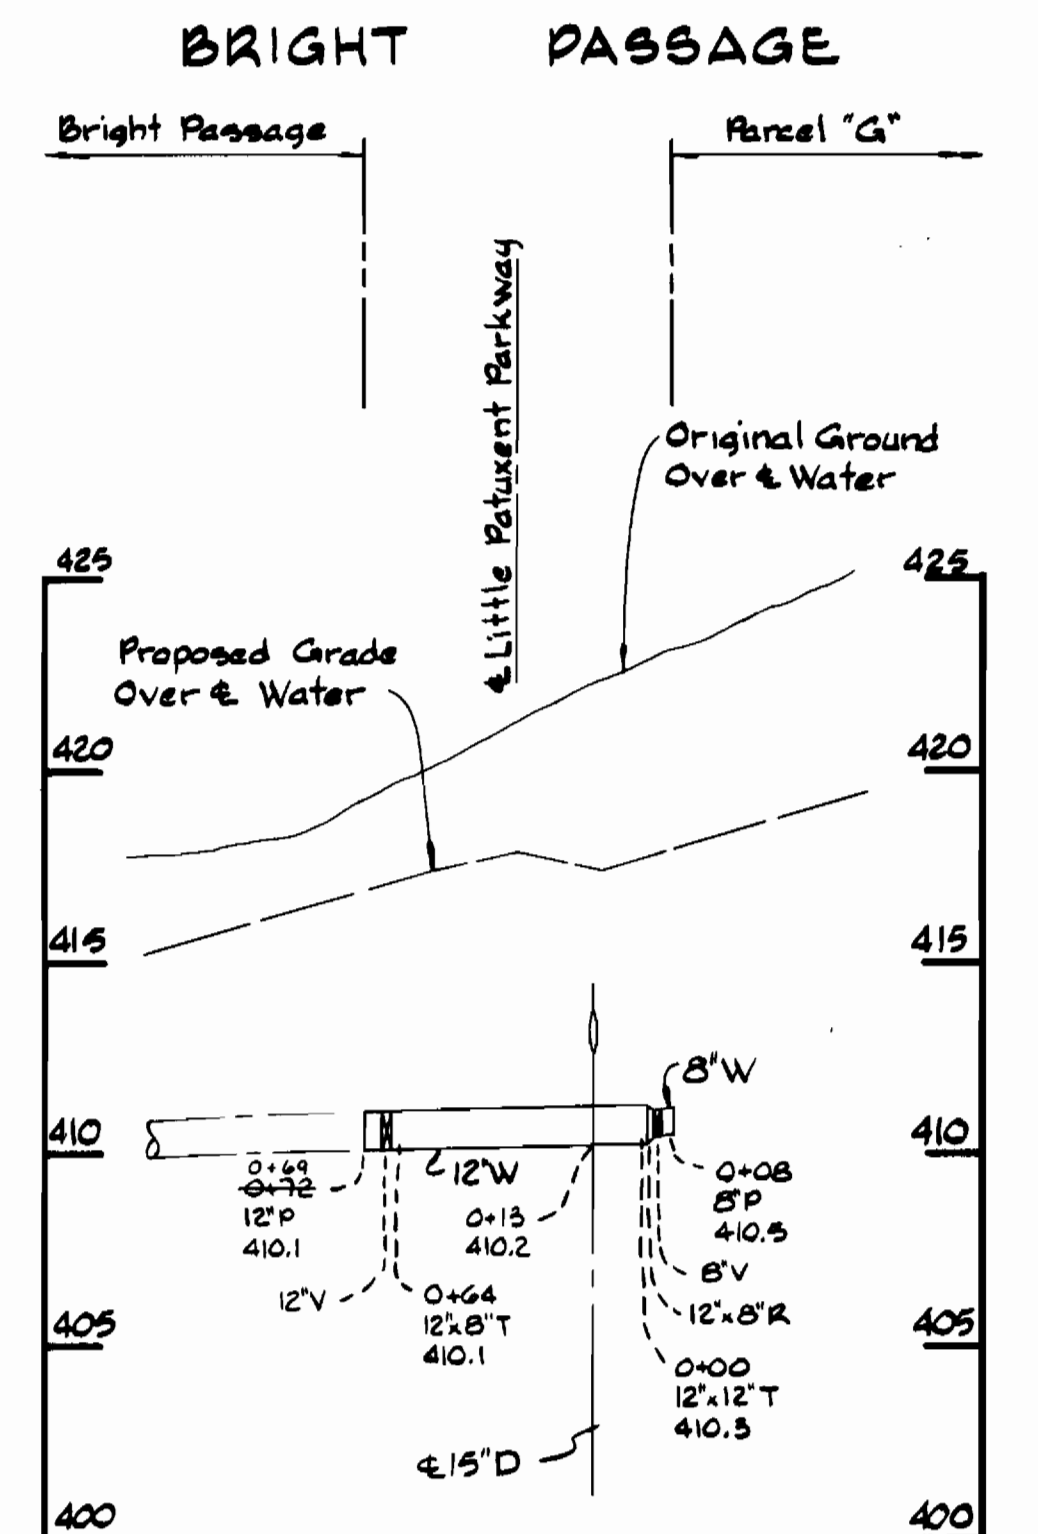 BRIGHT PASSAGE
Bright Passage
Parcel "G"
℄ Little Patuxent Parkway
Original Ground
Over ℄ Water
425
425
Proposed Grade
Over ℄ Water
420
420
415
415
8"W
410
410
0+69
0+72
12"P
410.1
12"W
0+13
410.2
0+08
8"P
410.5
8"V
12"V
0+64
12"x8"T
410.1
12"x8"R
405
405
0+00
12"x12"T
410.3
℄ 15"D
400
400